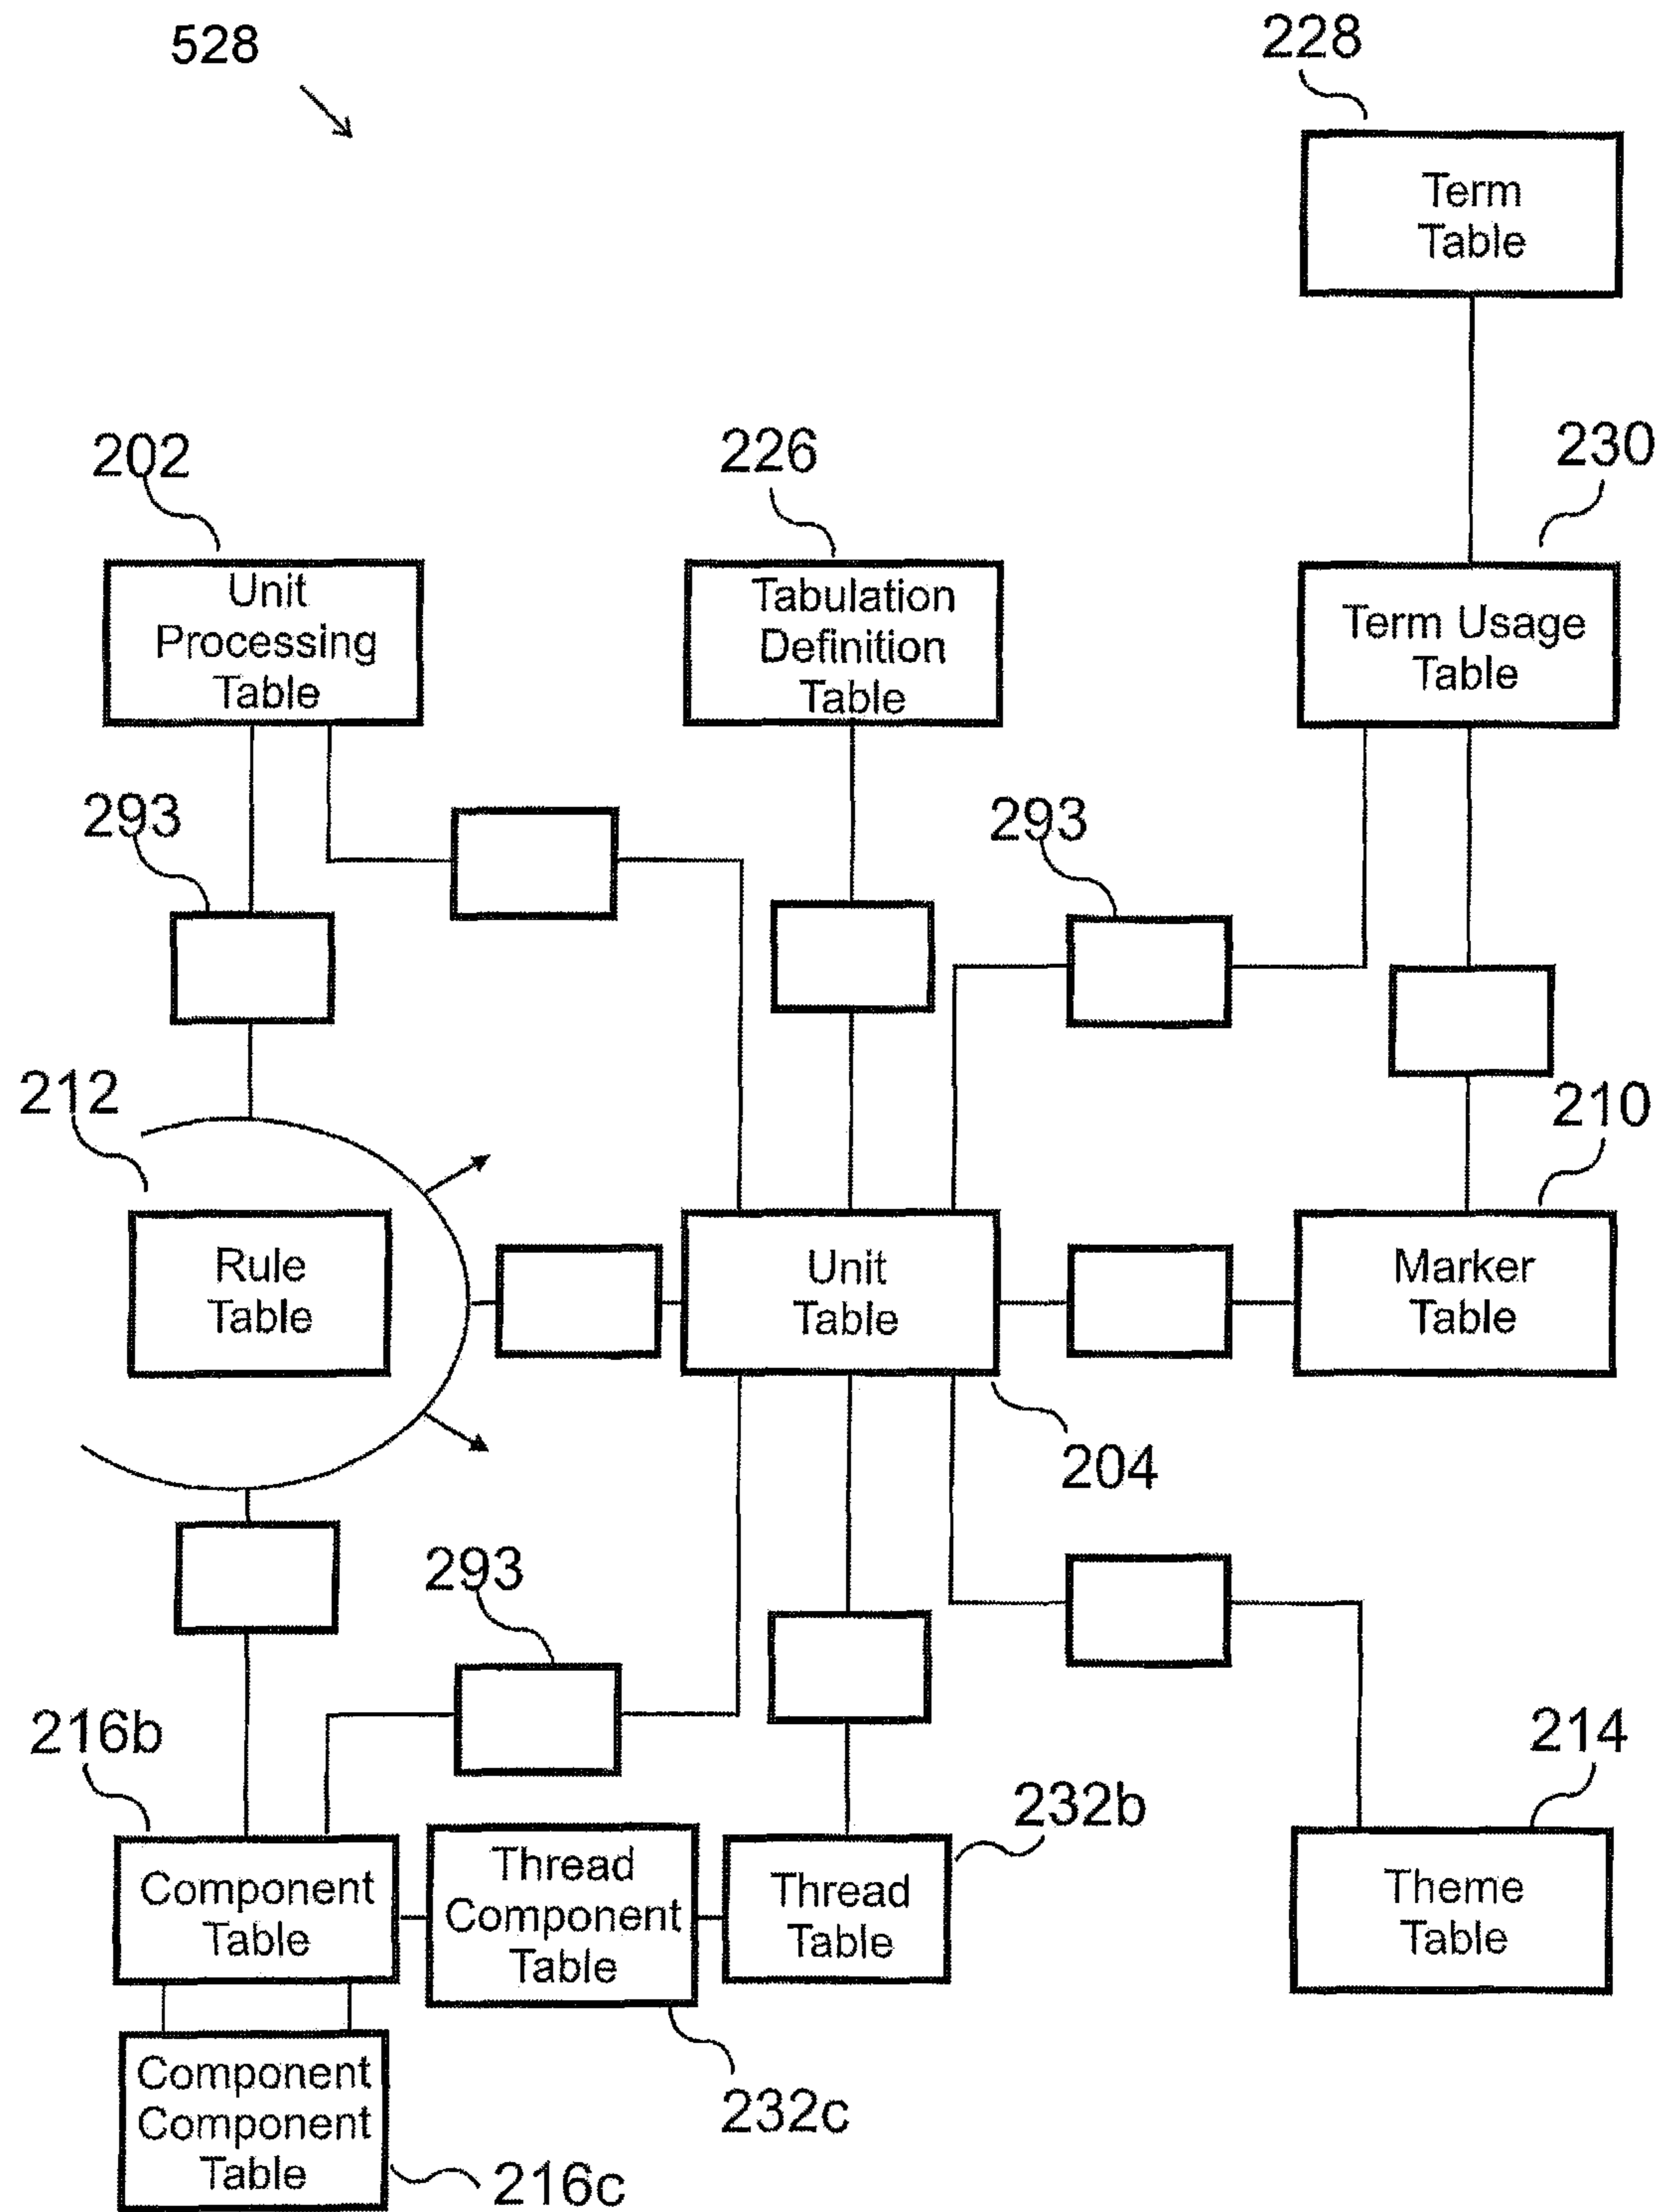 528
228
Term
Table
202
226
230
Unit
Processing
Table
Tabulation
Definition
Table
Term Usage
Table
293
293
212
210
Rule
Table
Unit
Table
Marker
Table
204
293
216b
214
232b
Component
Table
Thread
Component
Table
Thread
Table
Theme
Table
232c
Component
Component
Table
216c